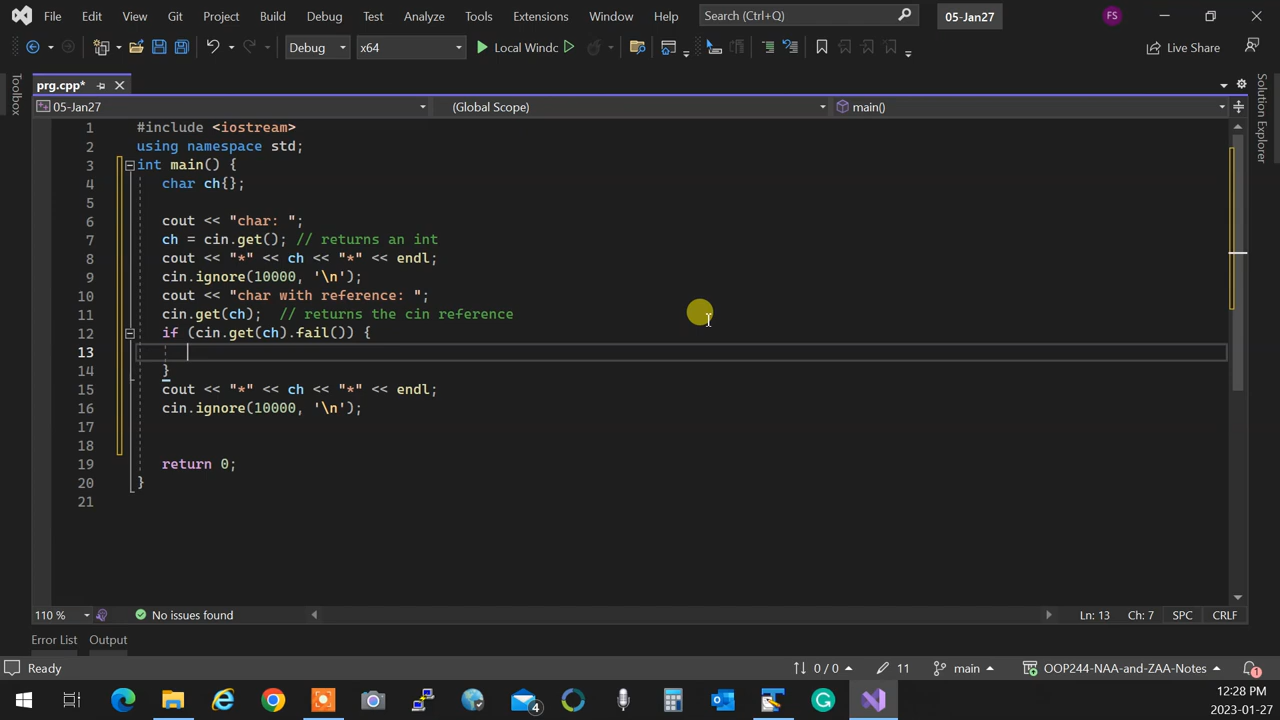 File Edit View Git Project Build Debug Test Analyze Tools Extensions Window Help Search (Ctrl+Q) 05-Jan27 FS
Debug x64 Local Windc Live Share
Toolbox
prg.cpp*
Solution Explorer
05-Jan27 (Global Scope) main()
1 #include <iostream>
2 using namespace std;
3 int main() {
4 char ch{};
5
6 cout << "char: ";
7 ch = cin.get(); // returns an int
8 cout << "*" << ch << "*" << endl;
9 cin.ignore(10000, '\n');
10 cout << "char with reference: ";
11 cin.get(ch); // returns the cin reference
12 if (cin.get(ch).fail()) {
13
14 }
15 cout << "*" << ch << "*" << endl;
16 cin.ignore(10000, '\n');
17
18
19 return 0;
20 }
21
110 % No issues found Ln: 13 Ch: 7 SPC CRLF
Error List Output
Ready 0 / 0 11 main OOP244-NAA-and-ZAA-Notes 1
4
12:28 PM
2023-01-27